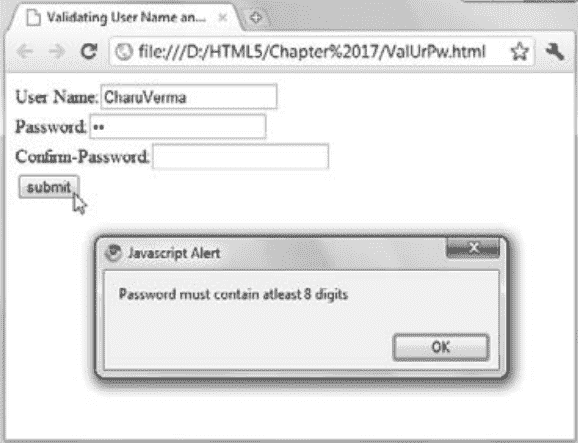 Validating User Name an...
file:///D:/HTML5/Chapter%2017/ValUrPw.html
User Name: CharuVerma
Password: ••
Confirm-Password:
submit
Javascript Alert
Password must contain atleast 8 digits
OK